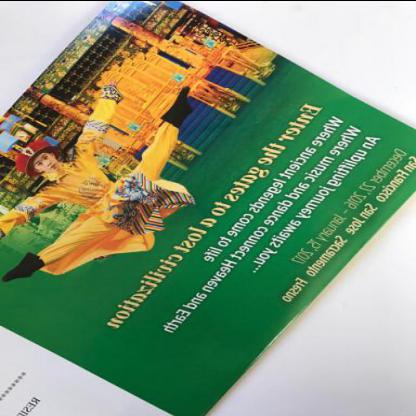 Enter the gates to a lost civilization
Where ancient legends come to life
Where music and dance connect Heaven and Earth
An uplifting journey awaits you...
December 27, 2016 - January 15, 2017
San Francisco San Jose Sacramento Fresno